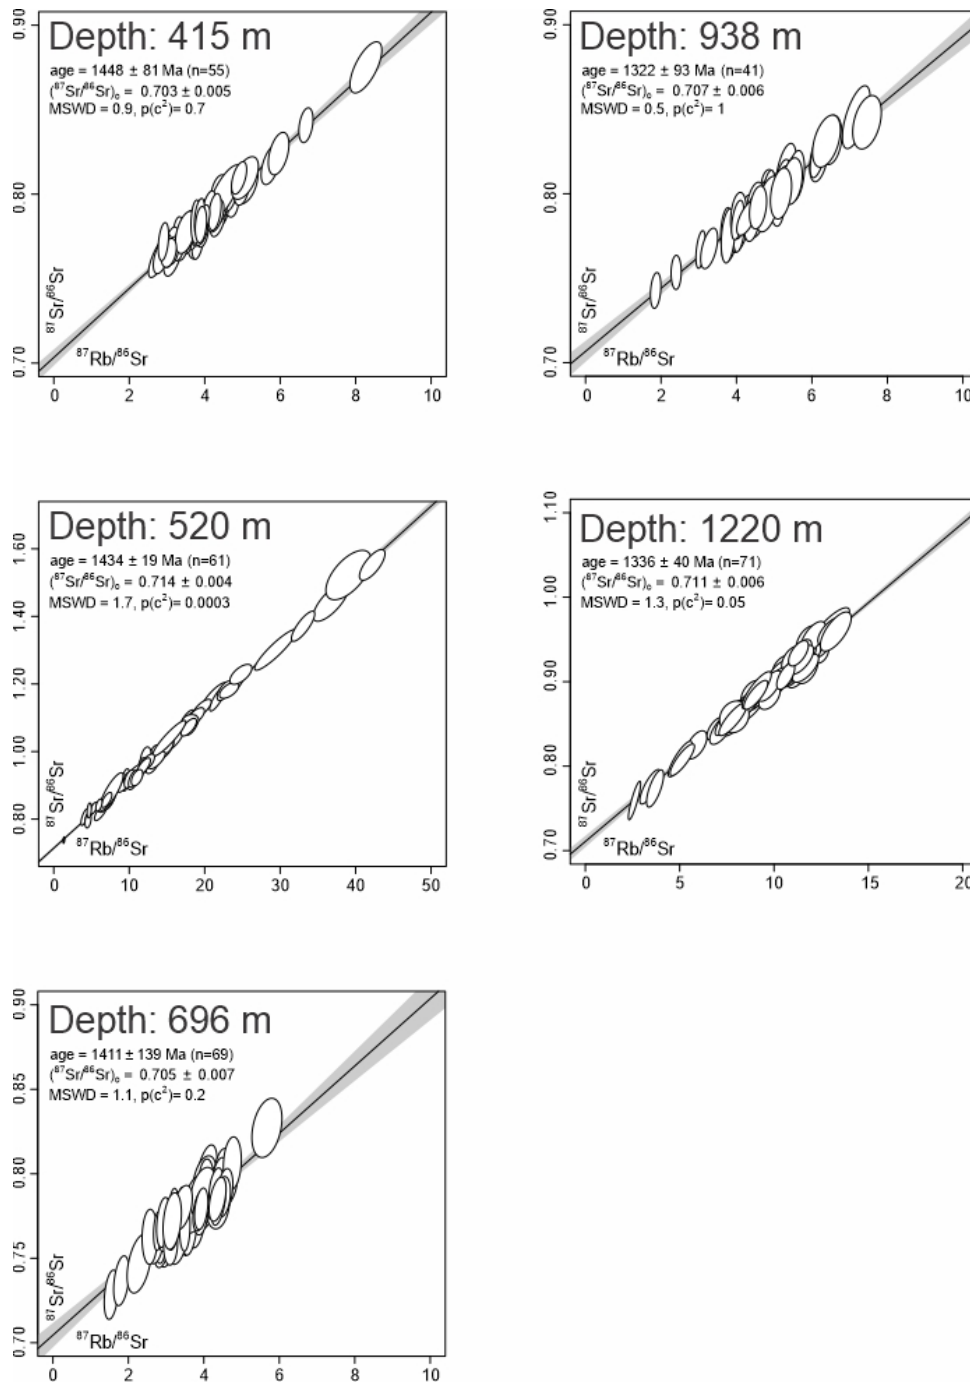 Depth: 415 m
age = 1448 ± 81 Ma (n=55)
(⁸⁷Sr/⁸⁶Sr)ₒ = 0.703 ± 0.005
MSWD = 0.9, p(c²)= 0.7
⁸⁷Sr/⁸⁶Sr
⁸⁷Rb/⁸⁶Sr
0.90
0.80
0.70
0 2 4 6 8 10
Depth: 938 m
age = 1322 ± 93 Ma (n=41)
(⁸⁷Sr/⁸⁶Sr)ₒ = 0.707 ± 0.006
MSWD = 0.5, p(c²)= 1
⁸⁷Sr/⁸⁶Sr
⁸⁷Rb/⁸⁶Sr
0.90
0.80
0.70
0 2 4 6 8 10
Depth: 520 m
age = 1434 ± 19 Ma (n=61)
(⁸⁷Sr/⁸⁶Sr)ₒ = 0.714 ± 0.004
MSWD = 1.7, p(c²)= 0.0003
⁸⁷Sr/⁸⁶Sr
⁸⁷Rb/⁸⁶Sr
1.60
1.40
1.20
1.00
0.80
0 10 20 30 40 50
Depth: 1220 m
age = 1336 ± 40 Ma (n=71)
(⁸⁷Sr/⁸⁶Sr)ₒ = 0.711 ± 0.006
MSWD = 1.3, p(c²)= 0.05
⁸⁷Sr/⁸⁶Sr
⁸⁷Rb/⁸⁶Sr
1.10
1.00
0.90
0.80
0.70
0 5 10 15 20
Depth: 696 m
age = 1411 ± 139 Ma (n=69)
(⁸⁷Sr/⁸⁶Sr)ₒ = 0.705 ± 0.007
MSWD = 1.1, p(c²)= 0.2
⁸⁷Sr/⁸⁶Sr
⁸⁷Rb/⁸⁶Sr
0.90
0.85
0.80
0.75
0.70
0 2 4 6 8 10